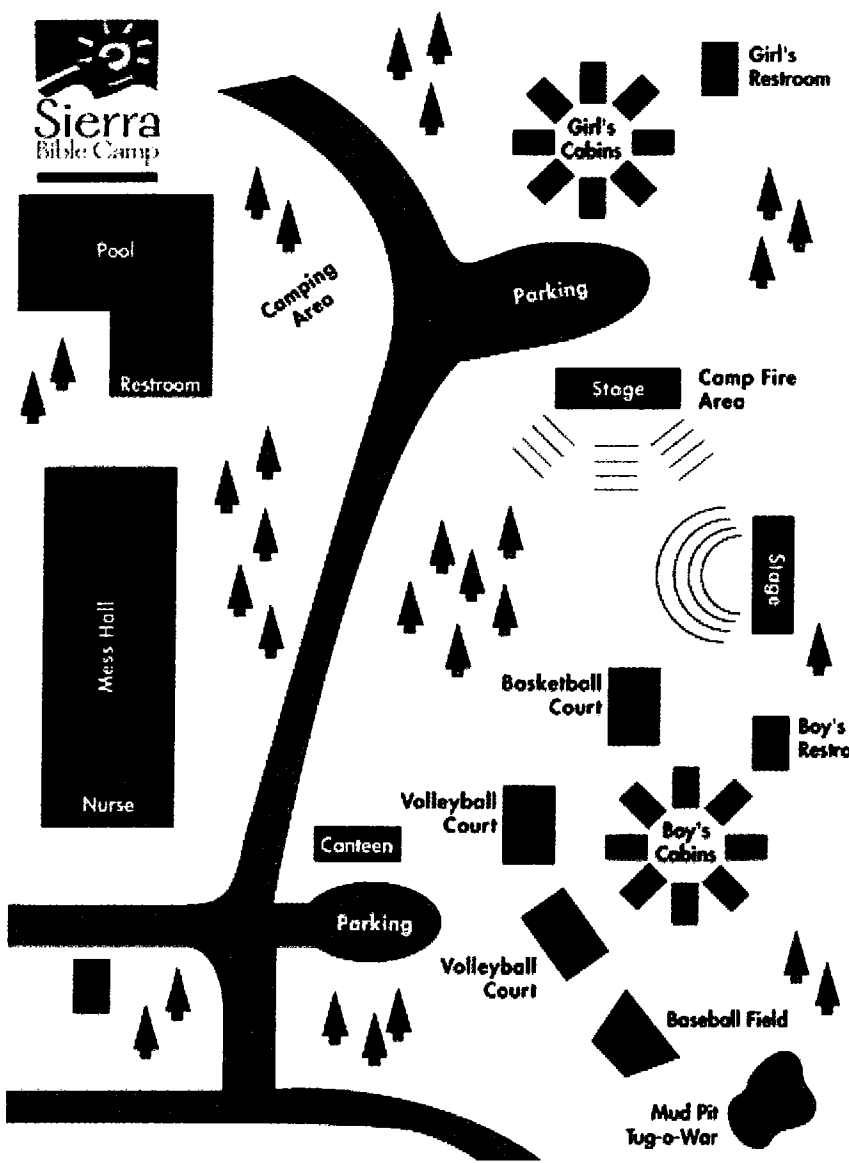 Sierra
Bible Camp
Girl's
Restroom
Girl's
Cabins
Pool
Camping
Area
Parking
Restroom
Stage
Camp Fire
Area
Stage
Mess Hall
Basketball
Court
Boy's
Restro
Nurse
Volleyball
Court
Canteen
Boy's
Cabins
Parking
Volleyball
Court
Baseball Field
Mud Pit
Tug-o-War